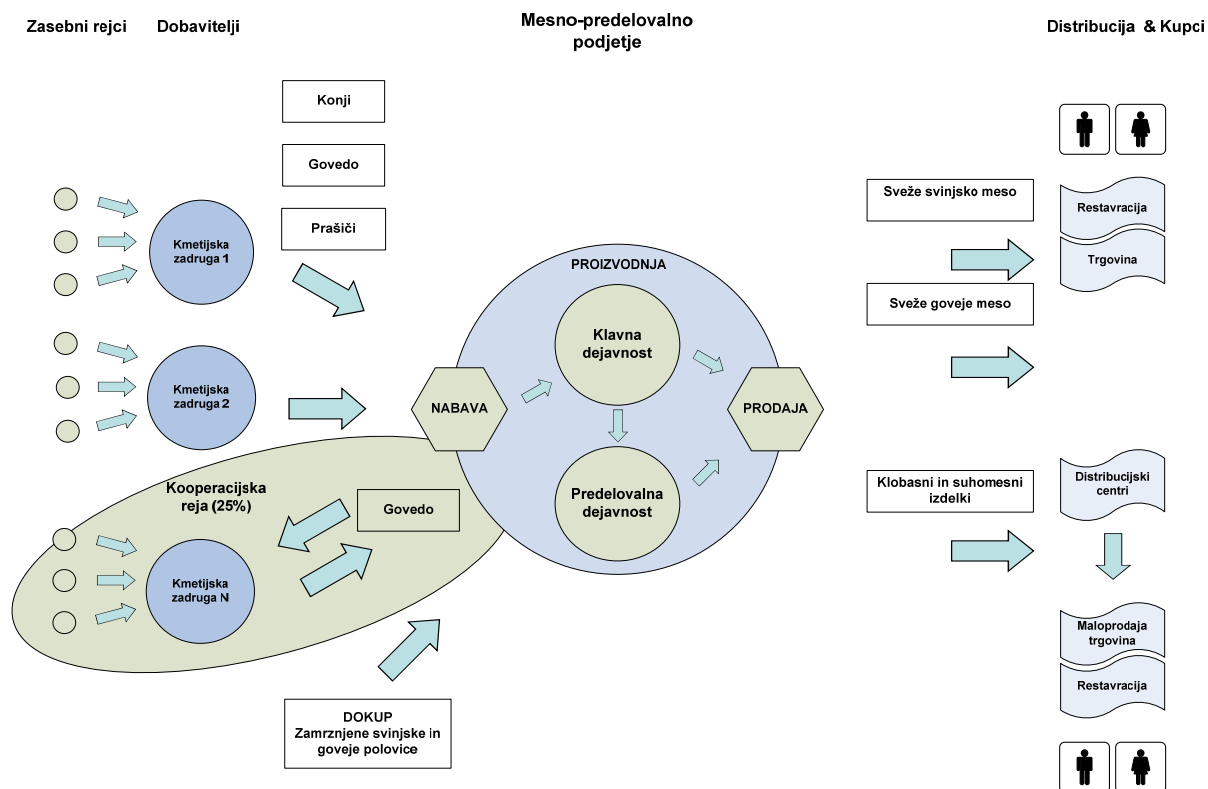 Zasebni rejci
Dobavitelji
Mesno-predelovalno
podjetje
Distribucija & Kupci
Konji
Govedo
Prašiči
Kmetijska
zadruga 1
Kmetijska
zadruga 2
Kooperacijska
reja (25%)
Govedo
Kmetijska
zadruga N
DOKUP
Zamrznjene svinjske in
goveje polovice
PROIZVODNJA
Klavna
dejavnost
NABAVA
PRODAJA
Predelovalna
dejavnost
Sveže svinjsko meso
Sveže goveje meso
Klobasni in suhomesni
izdelki
Restavracija
Trgovina
Distribucijski
centri
Maloprodaja
trgovina
Restavracija